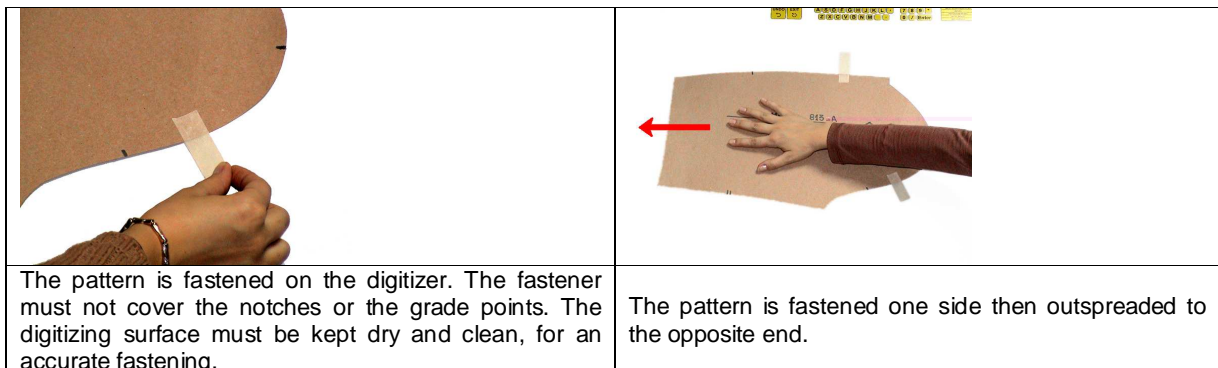 The pattern is fastened on the digitizer. The fastener
must not cover the notches or the grade points. The
digitizing surface must be kept dry and clean, for an
accurate fastening.
815-A
The pattern is fastened one side then outspreaded to
the opposite end.